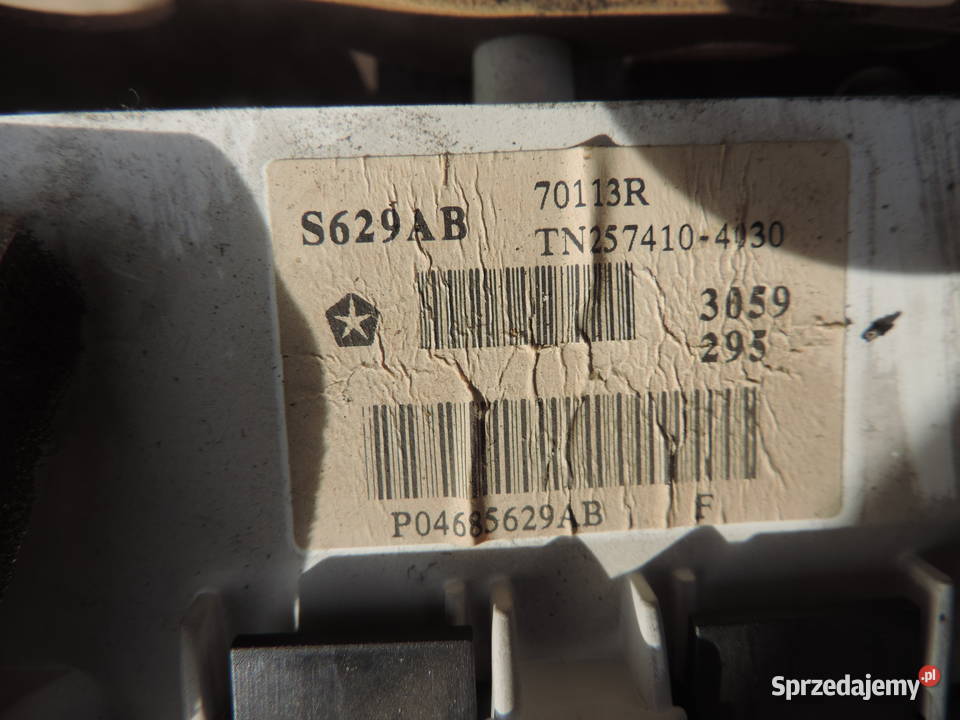 70113R
S629AB
TN257410-4030
3059
295
P04685629AB F
Sprzedajemy.pl